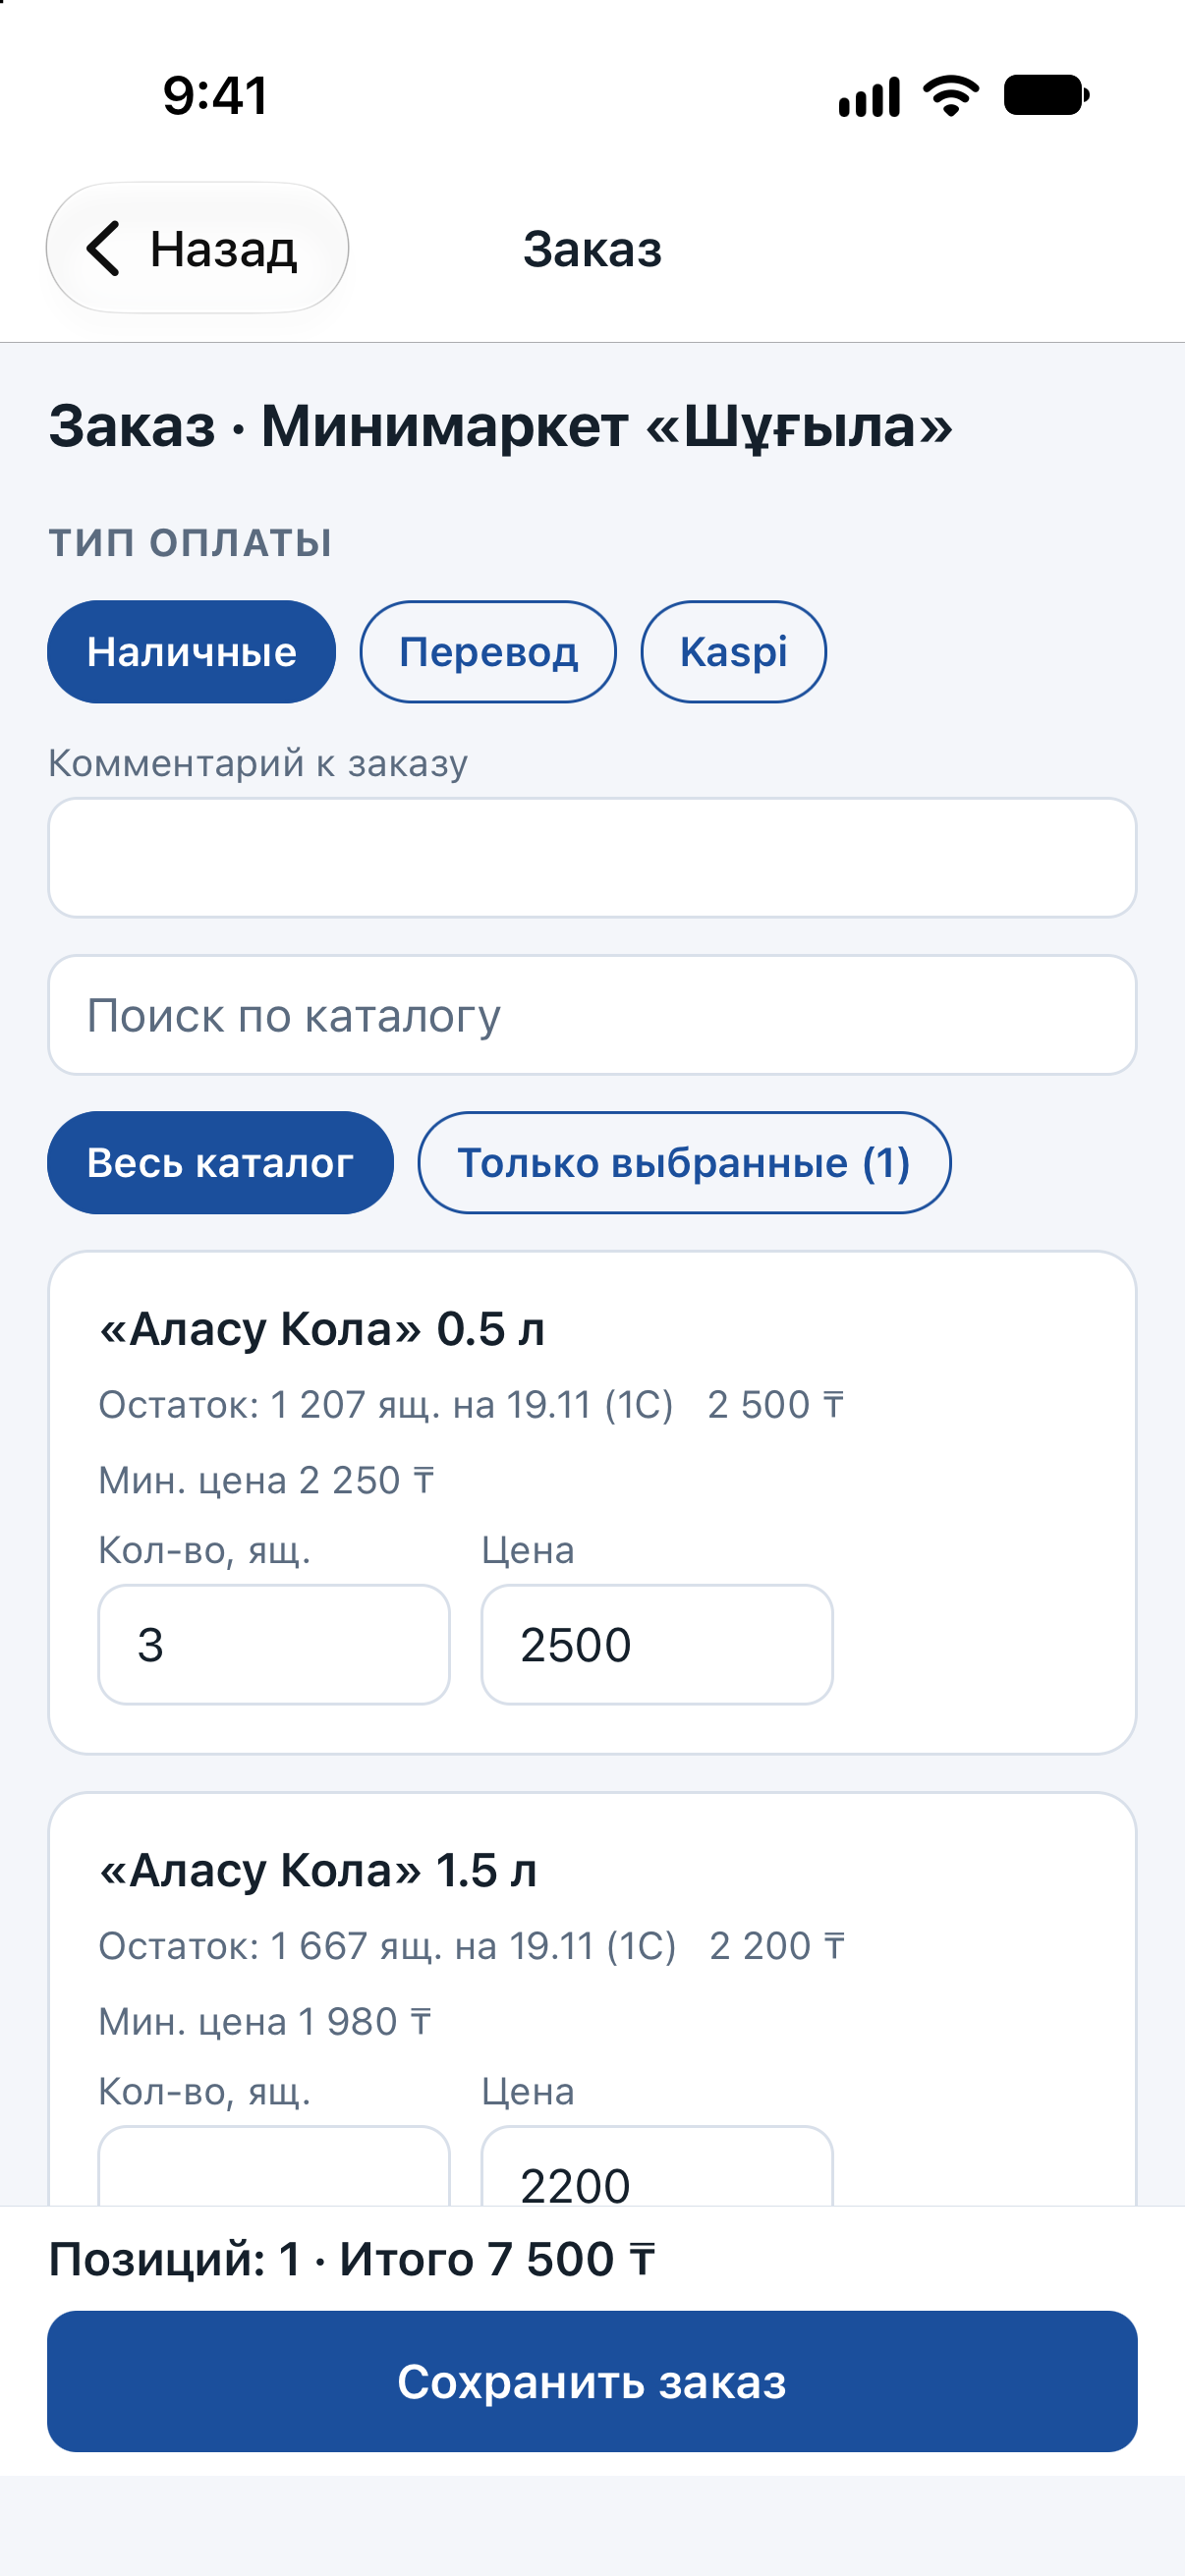 9:41
Назад
Заказ
Заказ · Минимаркет «Шұғыла»
ТИП ОПЛАТЫ
Наличные Перевод Kaspi
Комментарий к заказу
Поиск по каталогу
Весь каталог Только выбранные (1)
«Аласу Кола» 0.5 л
Остаток: 1 207 ящ. на 19.11 (1С) 2 500 ₸
Мин. цена 2 250 ₸
Кол-во, ящ. Цена
3 2500
«Аласу Кола» 1.5 л
Остаток: 1 667 ящ. на 19.11 (1С) 2 200 ₸
Мин. цена 1 980 ₸
Кол-во, ящ. Цена
2200
Позиций: 1 · Итого 7 500 ₸
Сохранить заказ